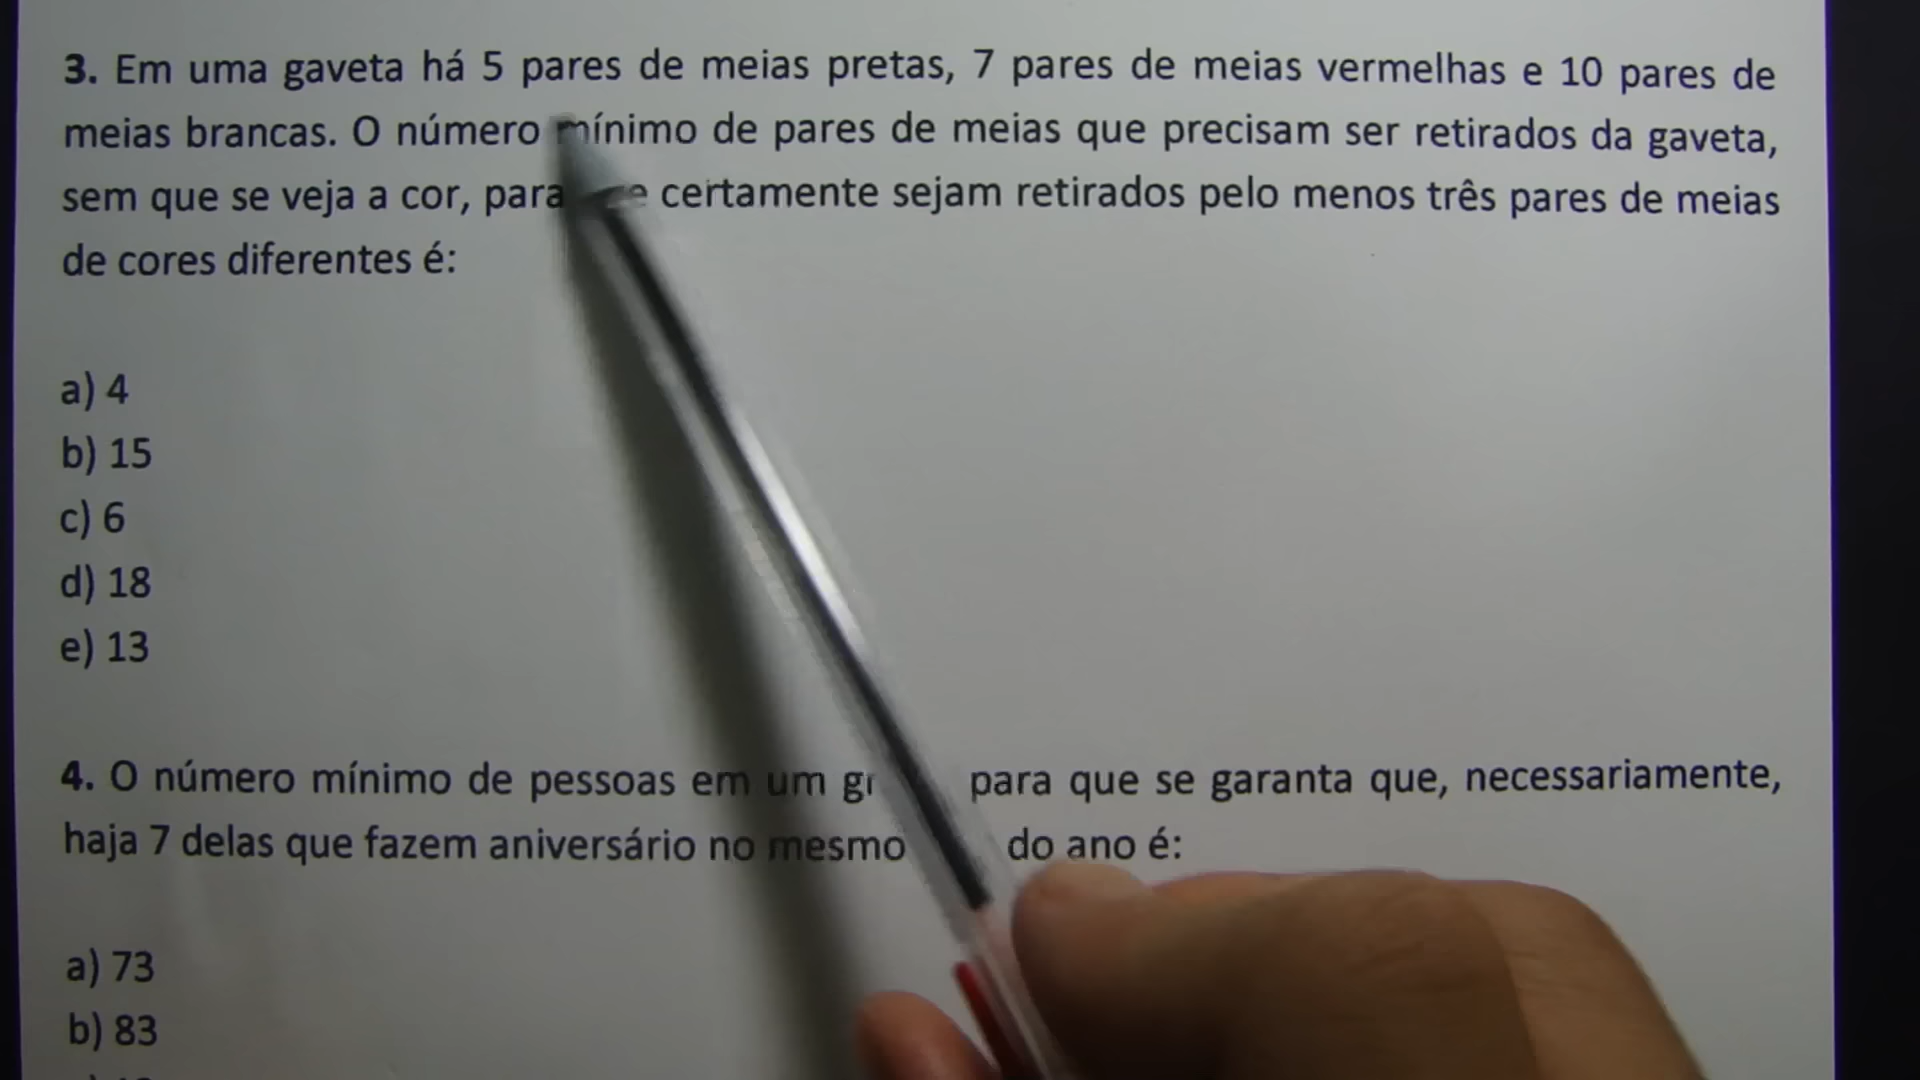 3. Em uma gaveta há 5 pares de meias pretas, 7 pares de meias vermelhas e 10 pares de
meias brancas. O número mínimo de pares de meias que precisam ser retirados da gaveta,
sem que se veja a cor, para certamente sejam retirados pelo menos três pares de meias
de cores diferentes é:
a) 4
b) 15
c) 6
d) 18
e) 13
4. O número mínimo de pessoas em um para que se garanta que, necessariamente,
haja 7 delas que fazem aniversário no mesmo do ano é:
a) 73
b) 83